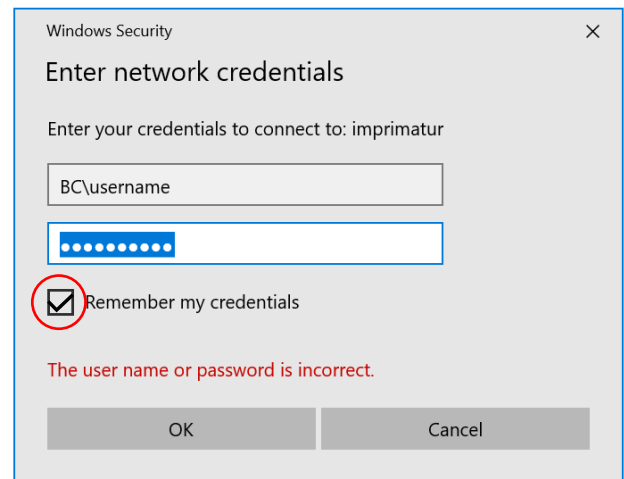 Windows Security
Enter network credentials
Enter your credentials to connect to: imprimatur
BC\username
●●●●●●●●●●
Remember my credentials
The user name or password is incorrect.
OK Cancel